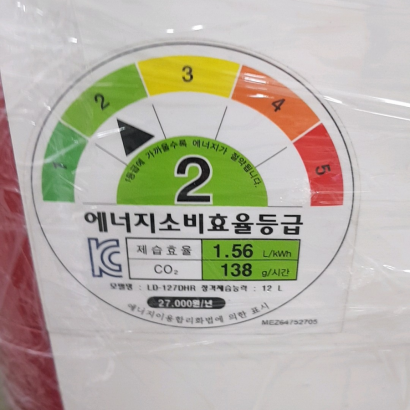 1
2
3
4
5
1등급에 가까울수록 에너지가 절약됩니다.
2
에너지소비효율등급
제습효율 1.56 L/kWh
CO₂ 138 g/시간
모델명 : LD-127DHR 정격제습능력 : 12 L
27.000원/년
에너지이용합리화법에 의한 표시
MEZ64752705